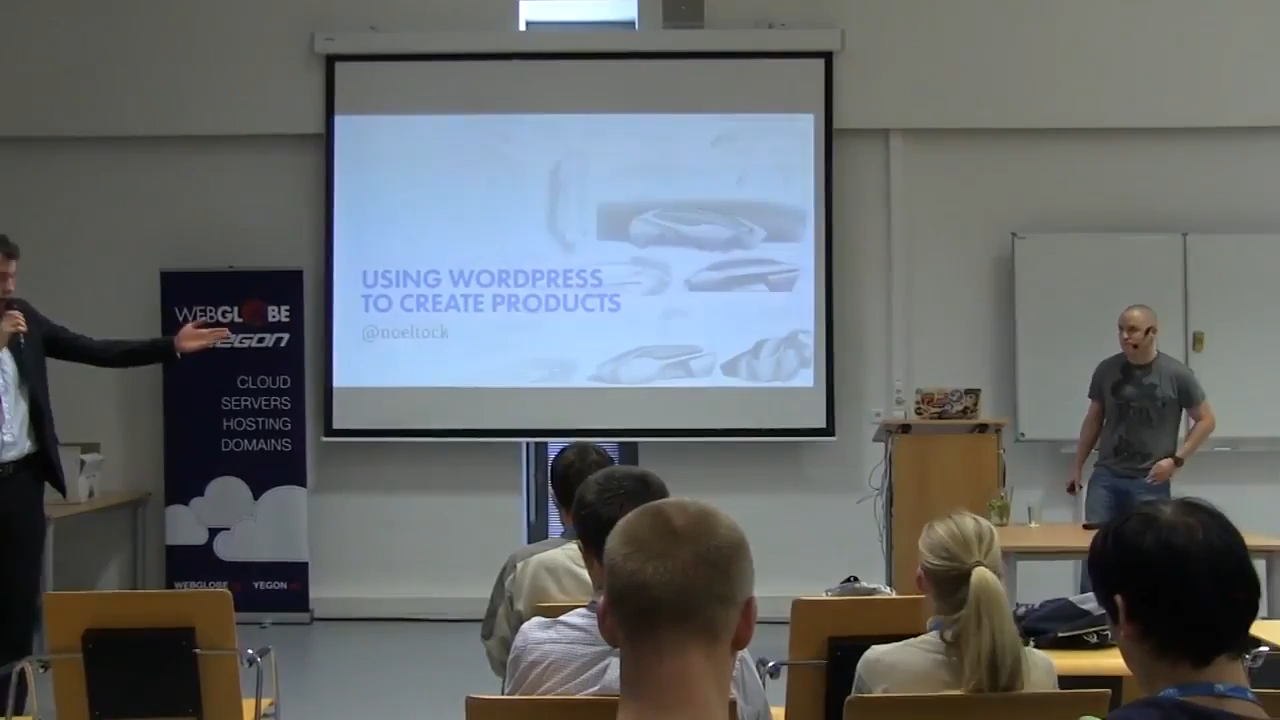 USING WORDPRESS
TO CREATE PRODUCTS
@noeltock
WEBGLOBE
YEGON
CLOUD
SERVERS
HOSTING
DOMAINS
WEBGLOBE
YEGON